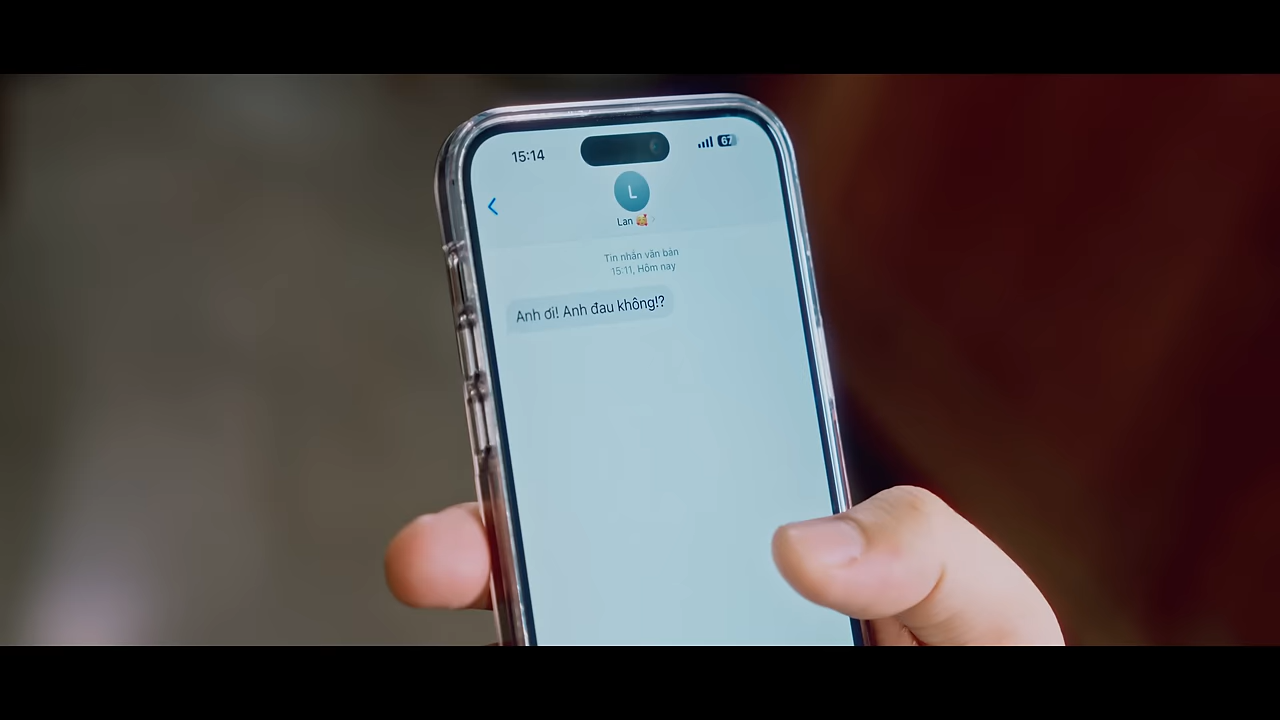 15:14
67
L
Lan 🥰
Tin nhắn văn bản
15:11, Hôm nay
Anh ơi! Anh đau không!?